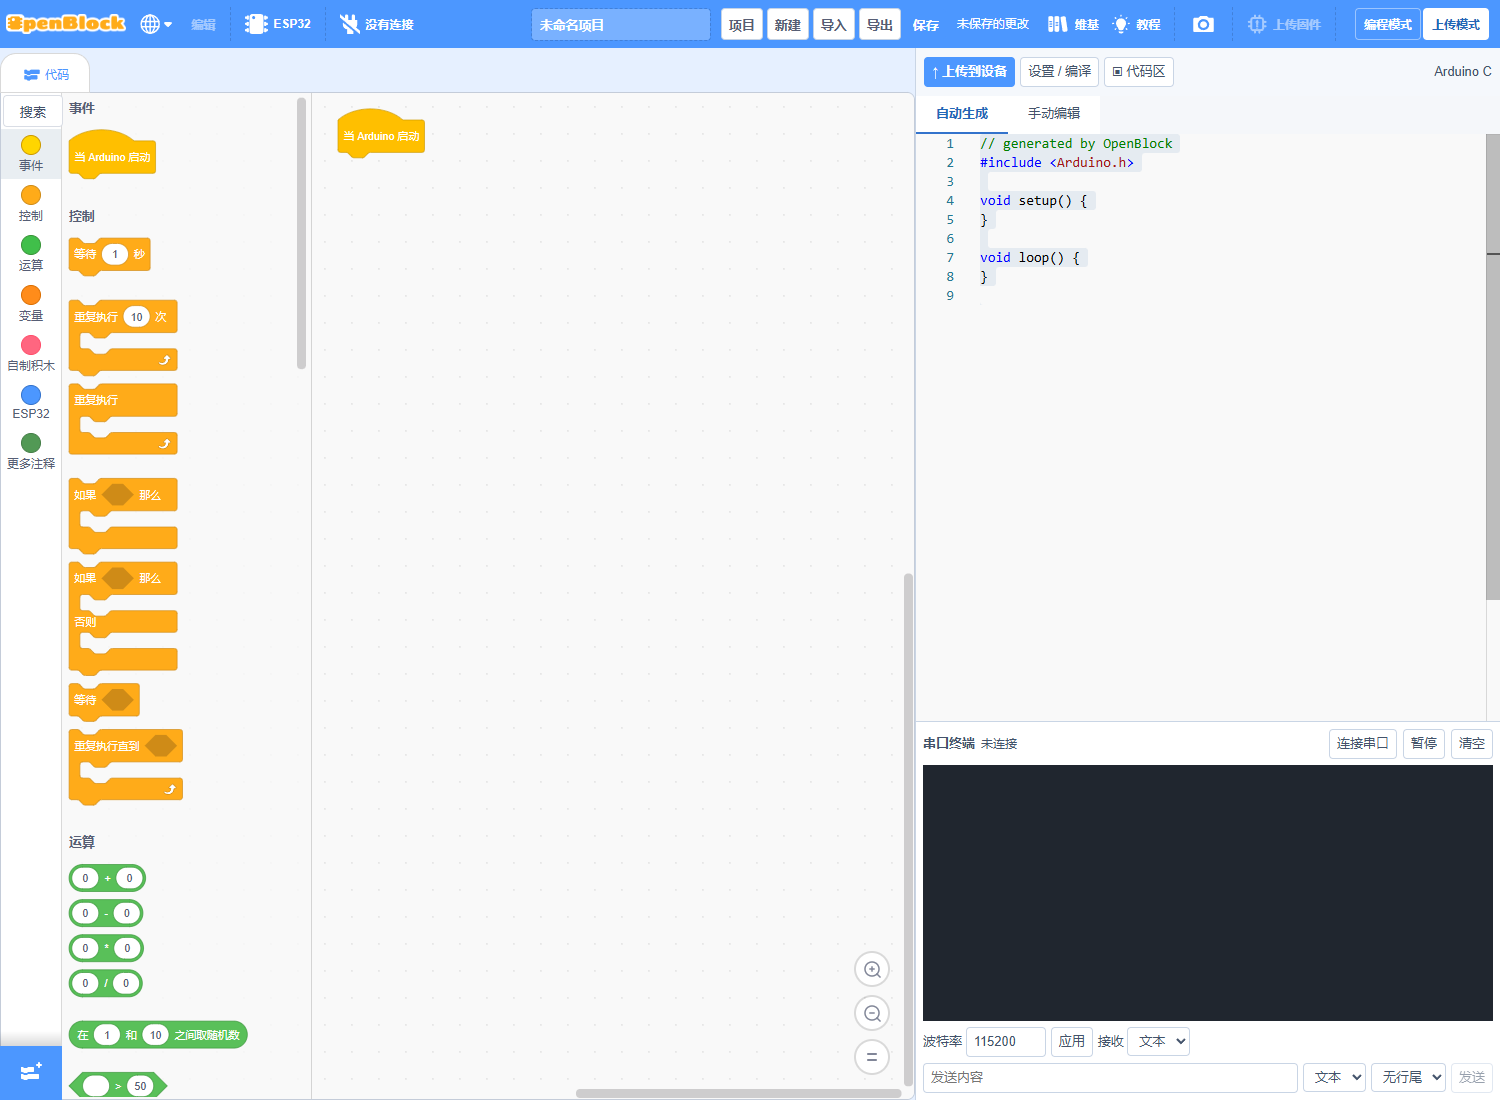 OpenBlock 编辑 ESP32 没有连接 未命名项目 项目 新建 导入 导出 保存 未保存的更改 维基 教程 上传固件 编程模式 上传模式
代码
↑ 上传到设备 设置 / 编译 代码区 Arduino C
自动生成 手动编辑
搜索
事件
控制
运算
变量
自制积木
ESP32
更多注释
事件
当 Arduino 启动
控制
等待 1 秒
重复执行 10 次
重复执行
如果 那么
如果 那么
否则
等待
重复执行直到
运算
0 + 0
0 - 0
0 * 0
0 / 0
在 1 和 10 之间取随机数
> 50
当 Arduino 启动
1 // generated by OpenBlock
2 #include <Arduino.h>
3
4 void setup() {
5 }
6
7 void loop() {
8 }
9
串口终端 未连接 连接串口 暂停 清空
波特率 115200 应用 接收 文本
发送内容 文本 无行尾 发送